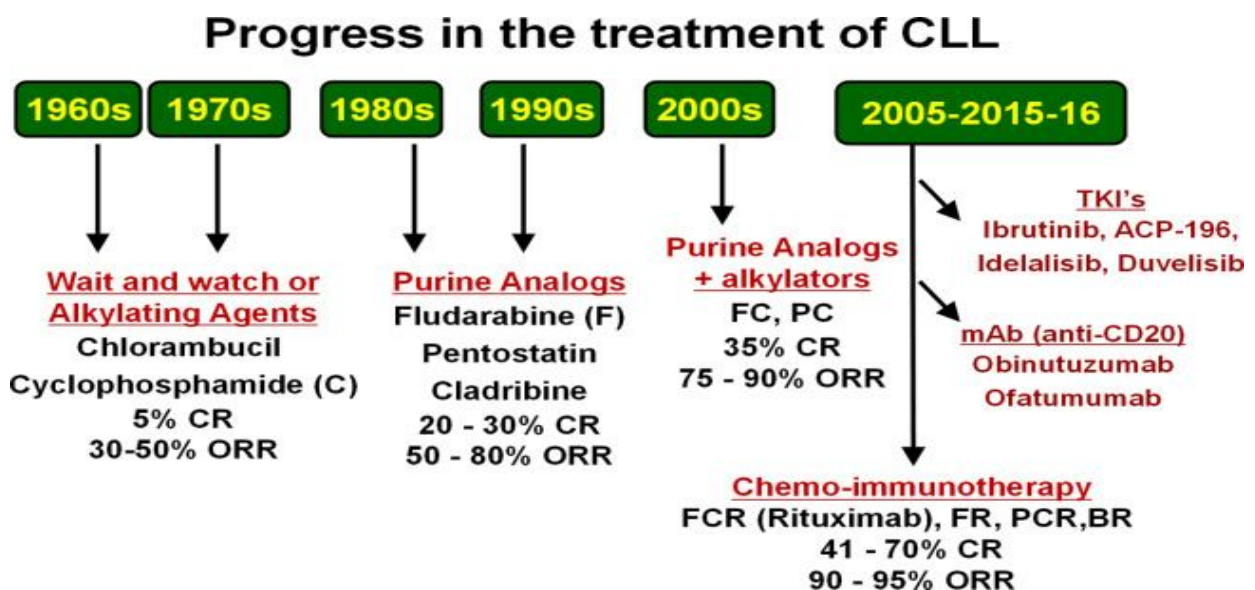 Progress in the treatment of CLL
1960s
1970s
1980s
1990s
2000s
2005-2015-16
Wait and watch or
Alkylating Agents
Chlorambucil
Cyclophosphamide (C)
5% CR
30-50% ORR
Purine Analogs
Fludarabine (F)
Pentostatin
Cladribine
20 - 30% CR
50 - 80% ORR
Purine Analogs
+ alkylators
FC, PC
35% CR
75 - 90% ORR
TKI's
Ibrutinib, ACP-196,
Idelalisib, Duvelisib
mAb (anti-CD20)
Obinutuzumab
Ofatumumab
Chemo-immunotherapy
FCR (Rituximab), FR, PCR,BR
41 - 70% CR
90 - 95% ORR